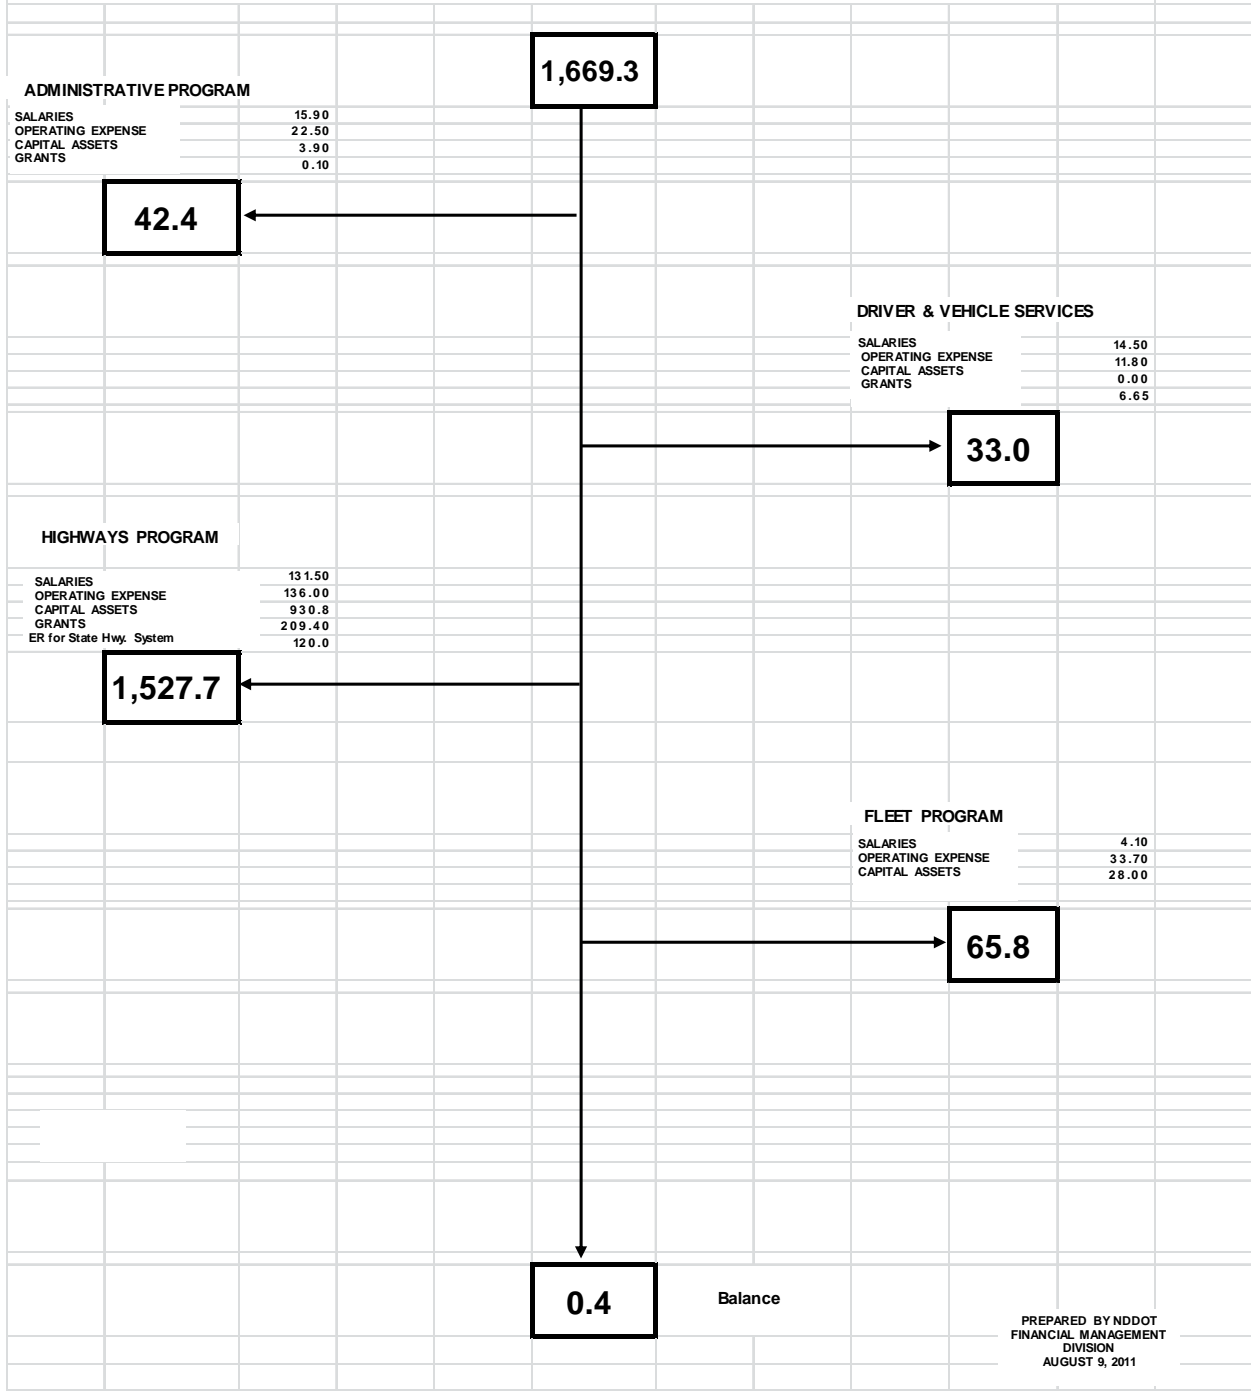 1,669.3
ADMINISTRATIVE PROGRAM
SALARIES 15.90
OPERATING EXPENSE 22.50
CAPITAL ASSETS 3.90
GRANTS 0.10
42.4
DRIVER & VEHICLE SERVICES
SALARIES 14.50
OPERATING EXPENSE 11.80
CAPITAL ASSETS 0.00
GRANTS 6.65
33.0
HIGHWAYS PROGRAM
SALARIES 131.50
OPERATING EXPENSE 136.00
CAPITAL ASSETS 930.8
GRANTS 209.40
ER for State Hwy. System 120.0
1,527.7
FLEET PROGRAM
SALARIES 4.10
OPERATING EXPENSE 33.70
CAPITAL ASSETS 28.00
65.8
0.4 Balance
PREPARED BY NDDOT
FINANCIAL MANAGEMENT
DIVISION
AUGUST 9, 2011